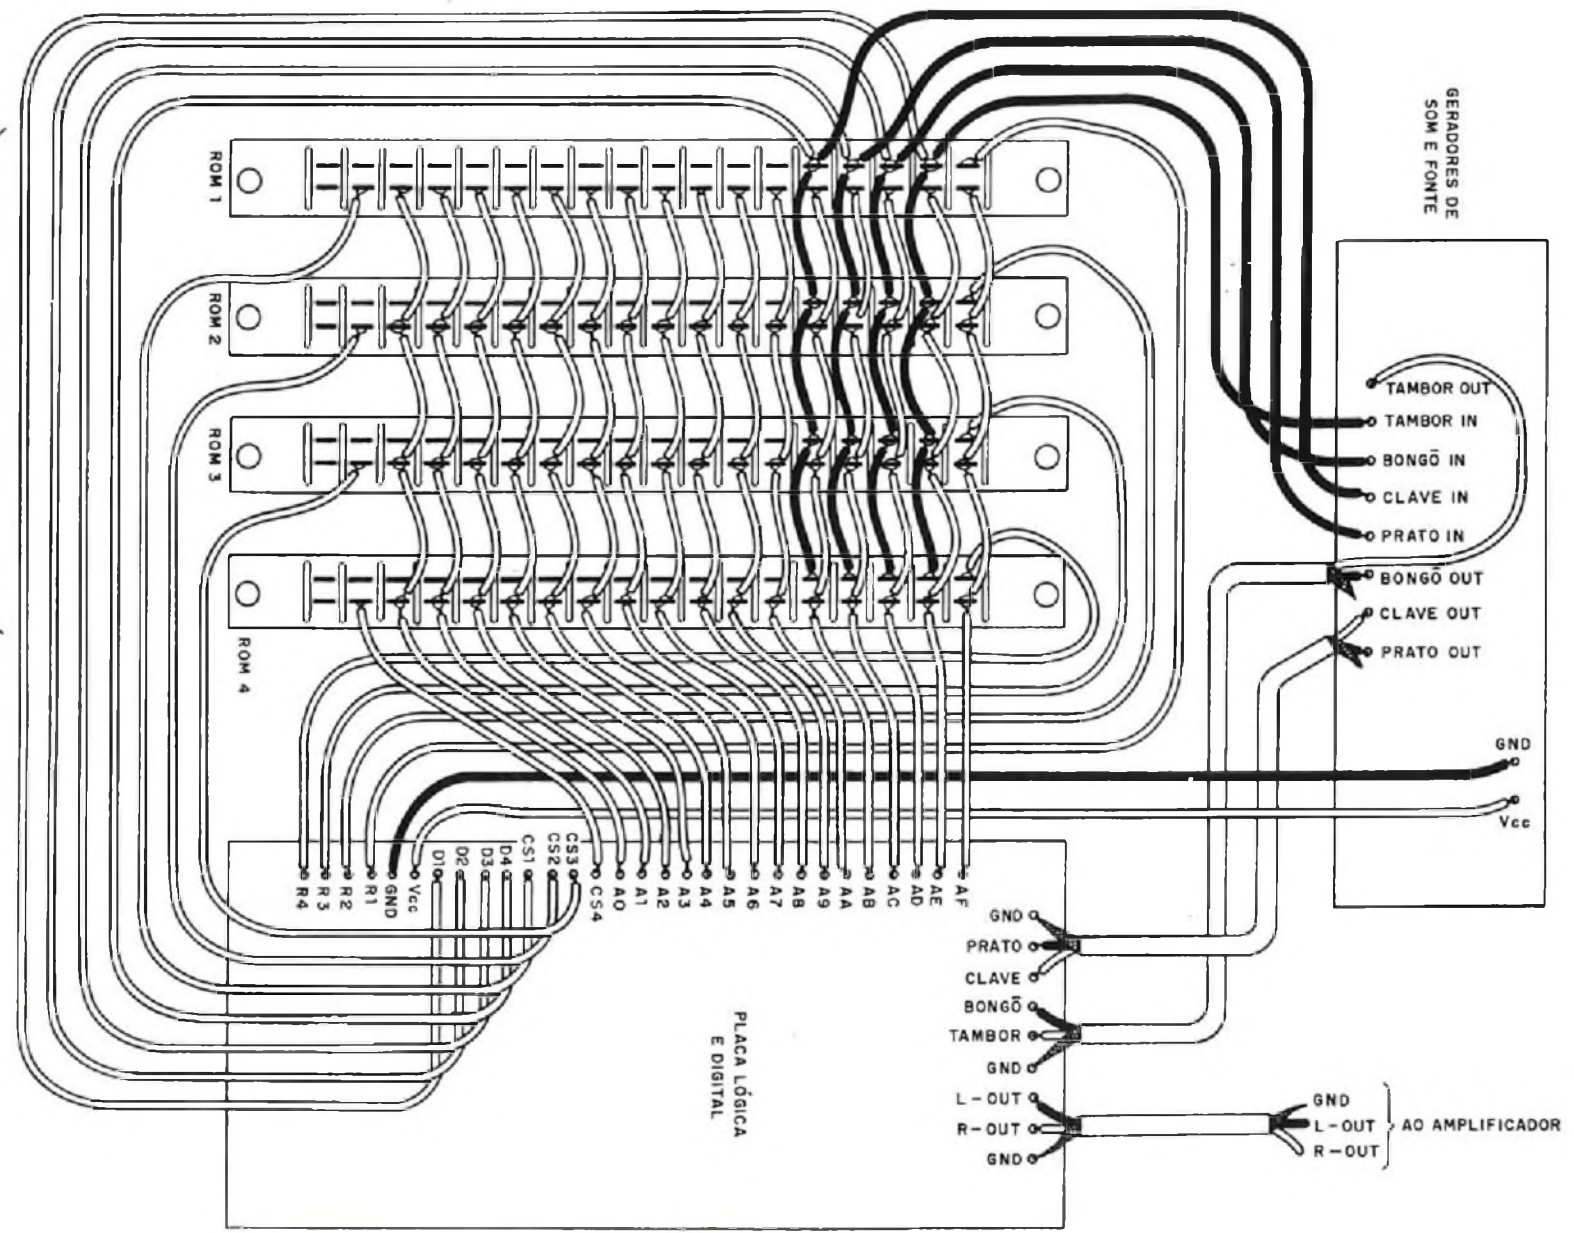 GERADORES DE
SOM E FONTE
ROM 1
ROM 2
ROM 3
ROM 4
TAMBOR OUT
TAMBOR IN
BONGÕ IN
CLAVE IN
PRATO IN
BONGÕ OUT
CLAVE OUT
PRATO OUT
GND
Vcc
R4
R3
R2
R1
GND
Vcc
D1
D2
D3
D4
CS1
CS2
CS3
CS4
A0
A1
A2
A3
A4
A5
A6
A7
A8
A9
AA
AB
AC
AD
AE
AF
GND
PRATO
CLAVE
BONGÕ
TAMBOR
GND
L-OUT
R-OUT
GND
PLACA LÓGICA
E DIGITAL
GND
L-OUT
R-OUT
AO AMPLIFICADOR